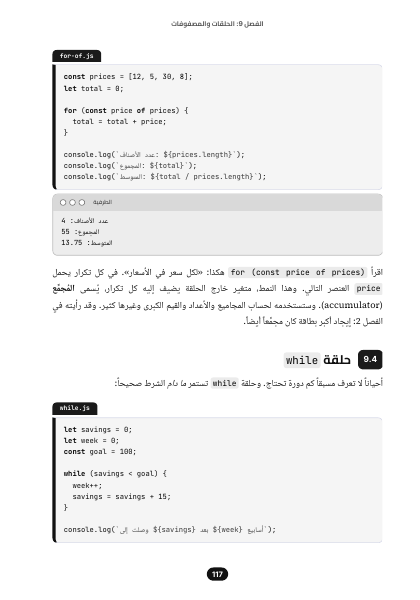 الفصل 9: الحلقات والمصفوفات
for-of.js
const prices = [12, 5, 30, 8];
let total = 0;
for (const price of prices) {
total = total + price;
}
console.log(`عدد الأصناف: ${prices.length}`);
console.log(`المجموع: ${total}`);
console.log(`المتوسط: ${total / prices.length}`);
الطرفية
عدد الأصناف: 4
المجموع: 55
المتوسط: 13.75
اقرأ for (const price of prices) هكذا: «لكل سعر في الأسعار». في كل تكرار يحمل
price العنصر التالي. وهذا النمط، متغير خارج الحلقة يضيف إليه كل تكرار، يُسمى المُجمِّع
(accumulator)، وستستخدمه لحساب المجاميع والأعداد والقيم الكبرى وغيرها كثير. وقد رأيته في
الفصل 2: إيجاد أكبر بطاقة كان مجمِّعاً أيضاً.
9.4 حلقة while
أحياناً لا تعرف مسبقاً كم دورة تحتاج. وحلقة while تستمر ما دام الشرط صحيحاً:
while.js
let savings = 0;
let week = 0;
const goal = 100;
while (savings < goal) {
week++;
savings = savings + 15;
}
console.log(`وصلت إلى ${savings} بعد ${week} أسابيع`);
117